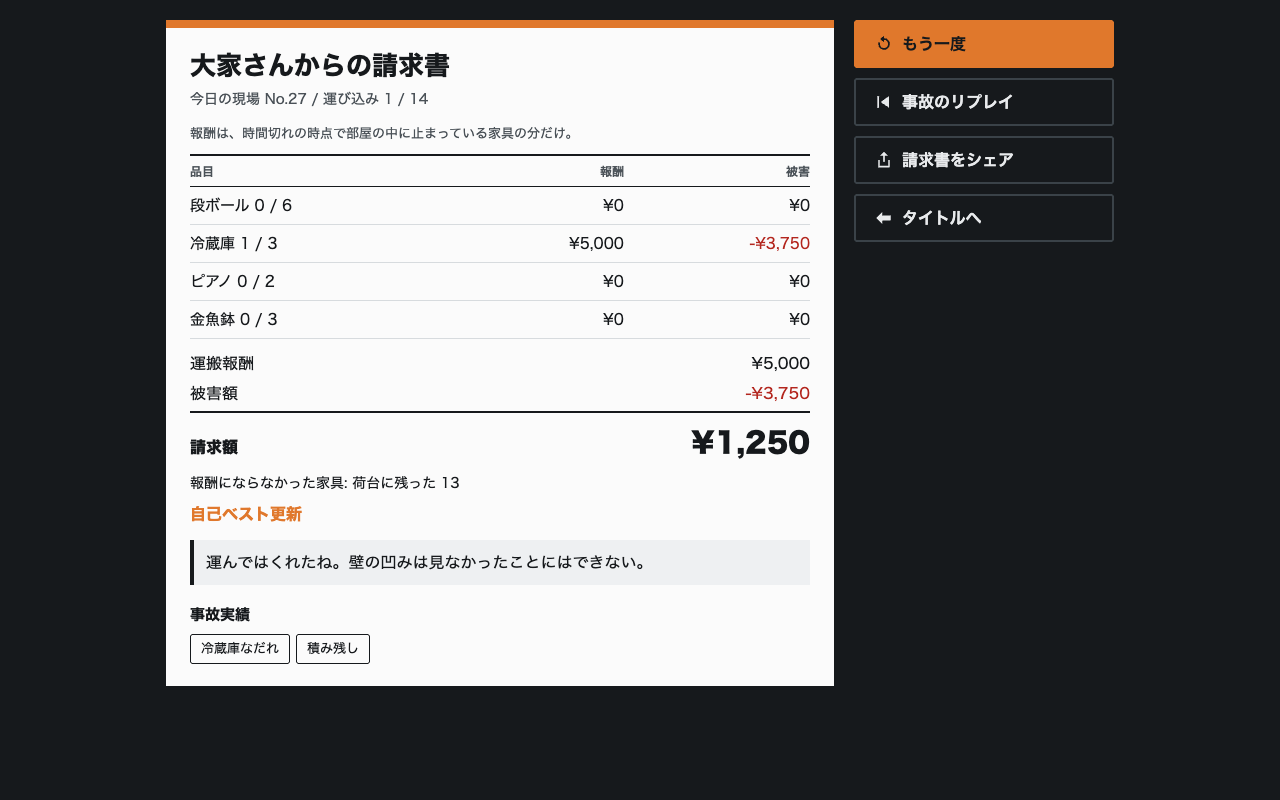 大家さんからの請求書
今日の現場 No.27 / 運び込み 1 / 14
報酬は、時間切れの時点で部屋の中に止まっている家具の分だけ。
品目 報酬 被害
段ボール 0 / 6 ¥0 ¥0
冷蔵庫 1 / 3 ¥5,000 -¥3,750
ピアノ 0 / 2 ¥0 ¥0
金魚鉢 0 / 3 ¥0 ¥0
運搬報酬 ¥5,000
被害額 -¥3,750
請求額 ¥1,250
報酬にならなかった家具: 荷台に残った 13
自己ベスト更新
運んではくれたね。壁の凹みは見なかったことにはできない。
事故実績
冷蔵庫なだれ 積み残し
もう一度
事故のリプレイ
請求書をシェア
タイトルへ